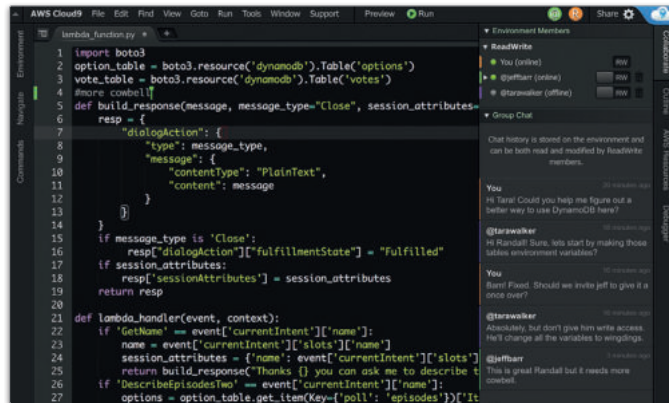 AWS Cloud9 File Edit Find View Goto Run Tools Window Support Preview Run Share
lambda_function.py
Environment
Navigate
Commands
1 import boto3
2 option_table = boto3.resource('dynamodb').Table('options')
3 vote_table = boto3.resource('dynamodb').Table('votes')
4 #more cowbell
5 def build_response(message, message_type="Close", session_attributes=
6 resp = {
7 "dialogAction": {
8 "type": message_type,
9 "message": {
10 "contentType": "PlainText",
11 "content": message
12 }
13 }
14 }
15 if message_type is 'Close':
16 resp["dialogAction"]["fulfillmentState"] = "Fulfilled"
17 if session_attributes:
18 resp['sessionAttributes'] = session_attributes
19 return resp
20
21 def lambda_handler(event, context):
22 if 'GetName' == event['currentIntent']['name']:
23 name = event['currentIntent']['slots']['name']
24 session_attributes = {'name': event['currentIntent']['slots']
25 return build_response("Thanks {} you can ask me to describe t
26 if 'DescribeEpisodesTwo' == event['currentIntent']['name']:
27 options = option_table.get_item(Key={'poll': 'episodes'})['It
Environment Members
ReadWrite
You (online) RW
@jeffbarr (online) RW
@tarawalker (offline) RW
Group Chat
Chat history is stored on the environment and
can be both read and modified by ReadWrite
members.
You 20 minutes ago
Hi Tara! Could you help me figure out a
better way to use DynamoDB here?
@tarawalker minutes ago
Hi Randall! Sure, lets start by making those
tables environment variables?
You minutes ago
Bam! Fixed. Should we invite jeff to give it a
once over?
@tarawalker minutes ago
Absolutely, but don't give him write access.
He'll change all the variables to wingdings.
@jeffbarr minutes ago
This is great Randall but it needs more
cowbell.
Collaborate
Outline
AWS Resources
Debugger